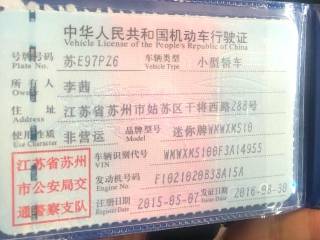 中华人民共和国机动车行驶证
Vehicle License of the People's Republic of China
号牌号码 苏E97PZ6 车辆类型 小型轿车
Plate No. Vehicle Type
所有人 李茜
Owner
住址 江苏省苏州市姑苏区干将西路288号
Address
使用性质 非营运 品牌型号 迷你牌WMWXM510
Use Character Model
江苏省苏州
市公安局交
通警察支队
车辆识别代号 WMWXM5100F3A14955
VIN
发动机号码 F1021020B38A15A
Engine No.
注册日期 2015-05-07 发证日期 2016-08-30
Register Date Issue Date